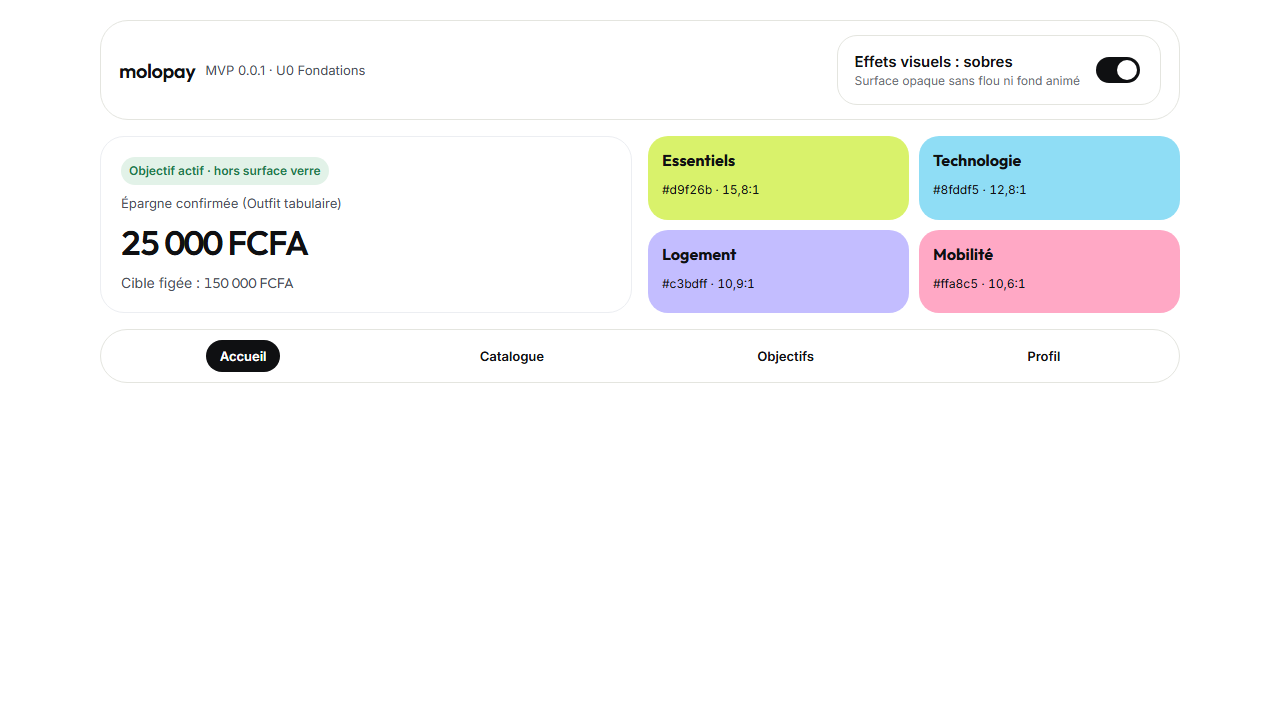 molopay MVP 0.0.1 · U0 Fondations
Effets visuels : sobres
Surface opaque sans flou ni fond animé
Objectif actif · hors surface verre
Épargne confirmée (Outfit tabulaire)
25 000 FCFA
Cible figée : 150 000 FCFA
Essentiels
#d9f26b · 15,8:1
Technologie
#8fddf5 · 12,8:1
Logement
#c3bdff · 10,9:1
Mobilité
#ffa8c5 · 10,6:1
Accueil Catalogue Objectifs Profil